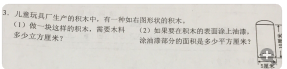 3. 儿童玩具厂生产的积木中,有一种如右图形状的积木。
(1) 做一块这样的积木,需要木料 (2) 如果要在积木的表面涂上油漆,
多少立方厘米? 涂油漆部分的面积是多少平方厘米?